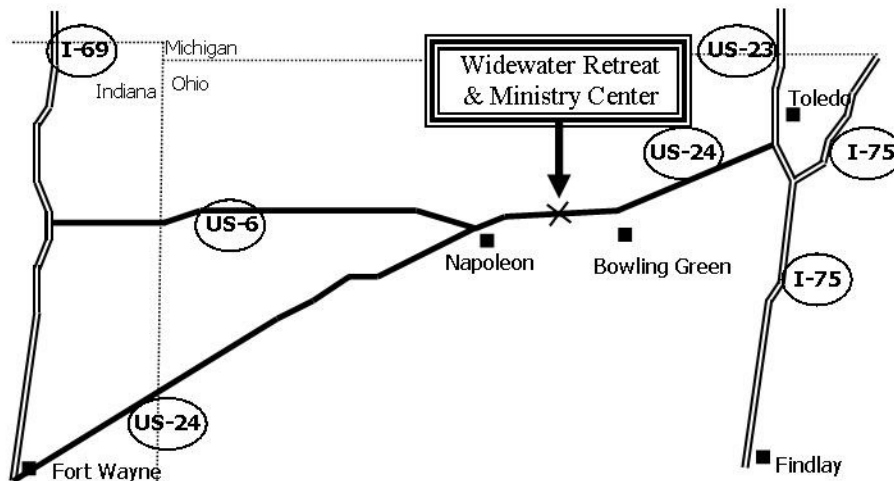 I-69
Michigan
Indiana
Ohio
Widewater Retreat
& Ministry Center
US-23
Toledo
US-24
I-75
US-6
Napoleon
Bowling Green
I-75
US-24
Fort Wayne
Findlay